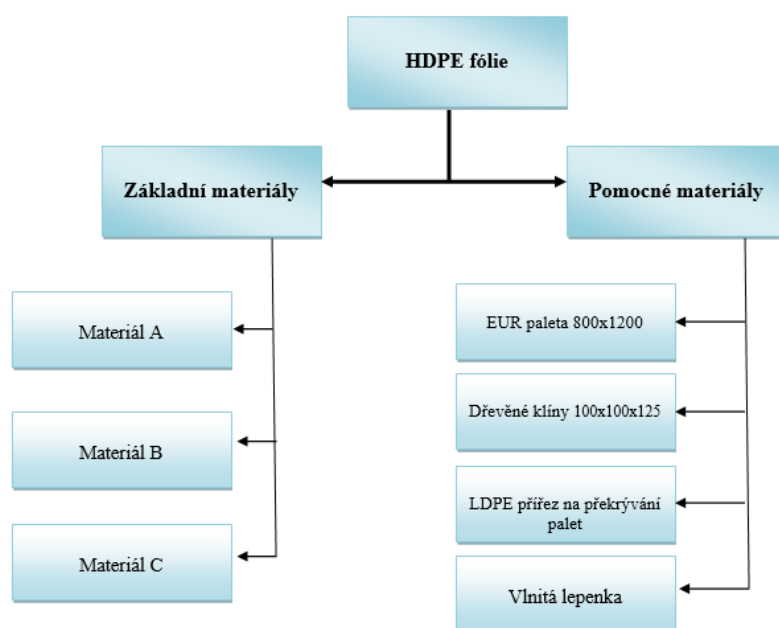 HDPE fólie
Základní materiály
Pomocné materiály
Materiál A
Materiál B
Materiál C
EUR paleta 800x1200
Dřevěné klíny 100x100x125
LDPE přířez na překrývání
palet
Vlnitá lepenka